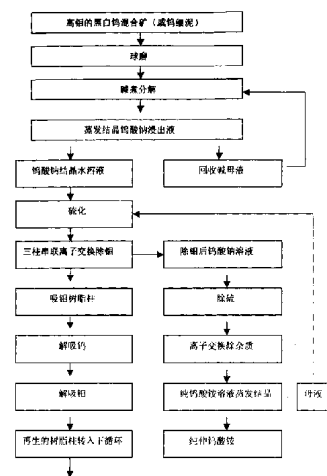 高钼的黑白钨混合矿（或钨细泥）
球磨
碱煮分解
蒸发结晶钨酸钠浸出液
钨酸钠结晶水溶液
回收碱母液
硫化
三柱串联离子交换除钼
除钼后钨酸钠溶液
吸钼树脂柱
除硫
解吸钨
离子交换除杂质
解吸钼
纯钨酸铵溶液蒸发结晶
母液
再生的树脂柱转入下循环
纯仲钨酸铵